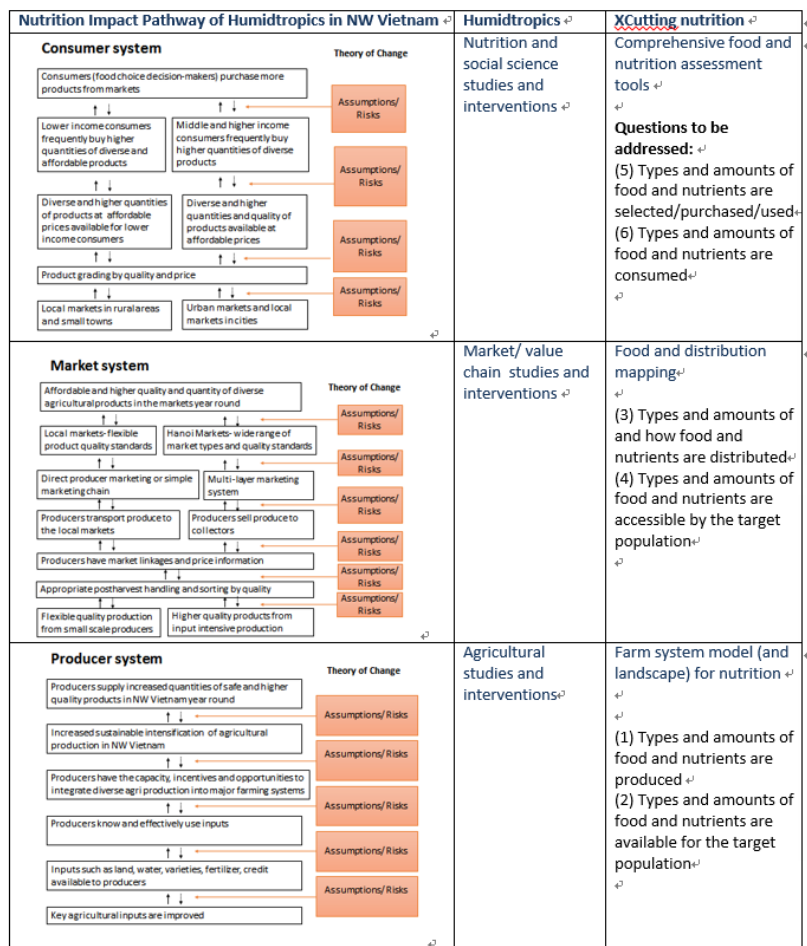 Nutrition Impact Pathway of Humidtropics in NW Vietnam
Humidtropics
XCutting nutrition
Consumer system
Theory of Change
Consumers (food choice decision-makers) purchase more
products from markets
Lower income consumers
frequently buy higher
quantities of diverse and
affordable products
Middle and higher income
consumers frequently buy
higher quantities of diverse
products
Diverse and higher quantities
of products at affordable
prices available for lower
income consumers
Diverse and higher
quantities and quality of
products available at
affordable prices
Product grading by quality and price
Local markets in rural areas
and small towns
Urban markets and local
markets in cities
Assumptions/
Risks
Assumptions/
Risks
Assumptions/
Risks
Assumptions/
Risks
Nutrition and
social science
studies and
interventions
Comprehensive food and
nutrition assessment
tools
Questions to be
addressed:
(5) Types and amounts of
food and nutrients are
selected/purchased/used
(6) Types and amounts of
food and nutrients are
consumed
Market system
Theory of Change
Affordable and higher quality and quantity of diverse
agricultural products in the markets year round
Local markets- flexible
product quality standards
Hanoi Markets- wide range of
market types and quality standards
Direct producer marketing or simple
marketing chain
Multi-layer marketing
system
Producers transport produce to
the local markets
Producers sell produce to
collectors
Producers have market linkages and price information
Appropriate postharvest handling and sorting by quality
Flexible quality production
from small scale producers
Higher quality products from
input intensive production
Assumptions/
Risks
Assumptions/
Risks
Assumptions/
Risks
Assumptions/
Risks
Assumptions/
Risks
Assumptions/
Risks
Market/ value
chain studies and
interventions
Food and distribution
mapping
(3) Types and amounts of
and how food and
nutrients are distributed
(4) Types and amounts of
food and nutrients are
accessible by the target
population
Producer system
Theory of Change
Producers supply increased quantities of safe and higher
quality products in NW Vietnam year round
Increased sustainable intensification of agricultural
production in NW Vietnam
Producers have the capacity, incentives and opportunities to
integrate diverse agri production into major farming systems
Producers know and effectively use inputs
Inputs such as land, water, varieties, fertilizer, credit
available to producers
Key agricultural inputs are improved
Assumptions/ Risks
Assumptions/ Risks
Assumptions/ Risks
Assumptions/ Risks
Assumptions/ Risks
Agricultural
studies and
interventions
Farm system model (and
landscape) for nutrition
(1) Types and amounts of
food and nutrients are
produced
(2) Types and amounts of
food and nutrients are
available for the target
population